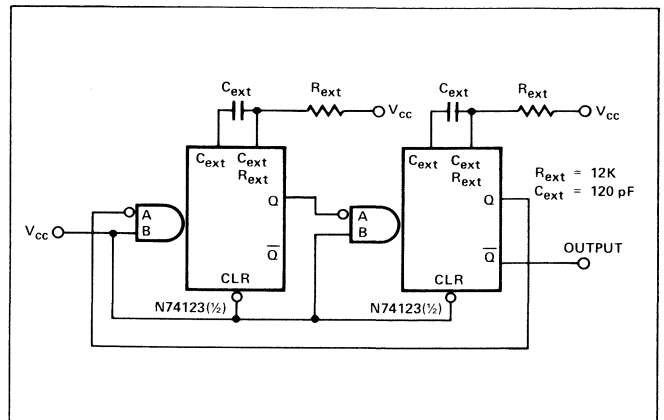 Cext Rext Vcc
Cext Rext Vcc
Cext Cext Rext
A
B
Q
Q̅
CLR
Vcc
N74123(½)
Cext Cext Rext
A
B
Q
Q̅
CLR
N74123(½)
Rext = 12K
Cext = 120 pF
OUTPUT